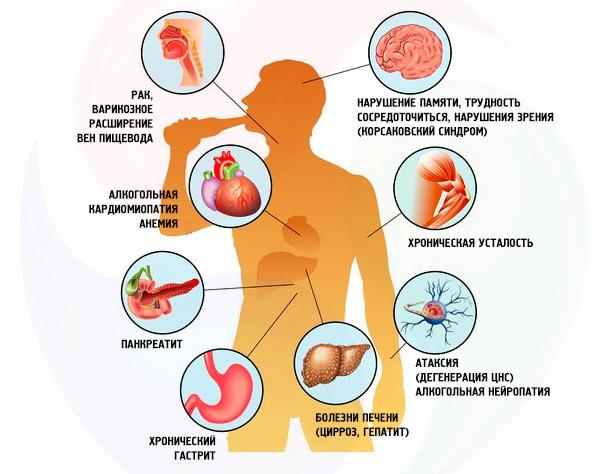 РАК,
ВАРИКОЗНОЕ
РАСШИРЕНИЕ
ВЕН ПИЩЕВОДА
НАРУШЕНИЕ ПАМЯТИ, ТРУДНОСТЬ
СОСРЕДОТОЧИТЬСЯ, НАРУШЕНИЯ ЗРЕНИЯ
(КОРСАКОВСКИЙ СИНДРОМ)
АЛКОГОЛЬНАЯ
КАРДИОМИОПАТИЯ
АНЕМИЯ
ХРОНИЧЕСКАЯ УСТАЛОСТЬ
ПАНКРЕАТИТ
АТАКСИЯ
(ДЕГЕНЕРАЦИЯ ЦНС)
АЛКОГОЛЬНАЯ НЕЙРОПАТИЯ
БОЛЕЗНИ ПЕЧЕНИ
(ЦИРРОЗ, ГЕПАТИТ)
ХРОНИЧЕСКИЙ
ГАСТРИТ